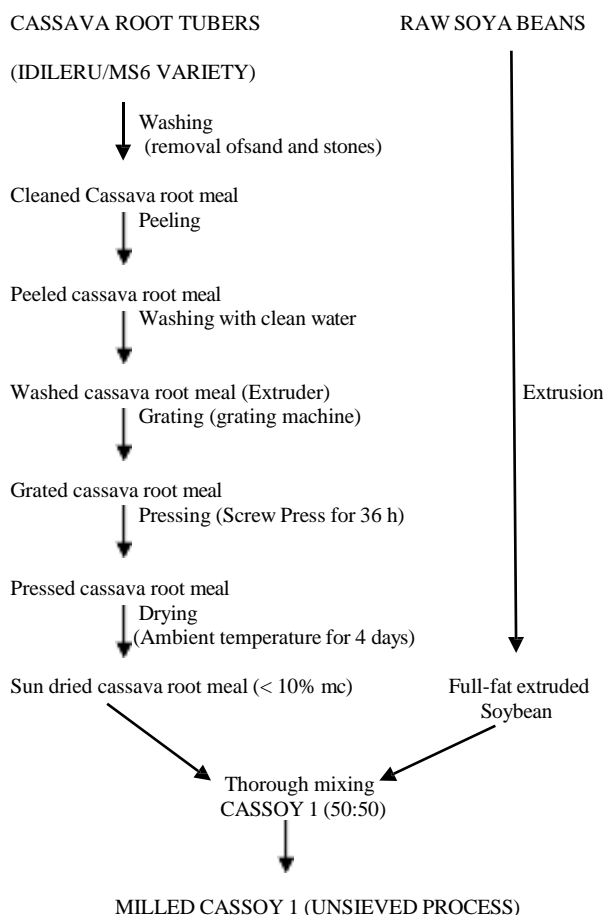 CASSAVA ROOT TUBERS
RAW SOYA BEANS
(IDILERU/MS6 VARIETY)
Washing
(removal ofsand and stones)
Cleaned Cassava root meal
Peeling
Peeled cassava root meal
Washing with clean water
Washed cassava root meal (Extruder)
Extrusion
Grating (grating machine)
Grated cassava root meal
Pressing (Screw Press for 36 h)
Pressed cassava root meal
Drying
(Ambient temperature for 4 days)
Sun dried cassava root meal (< 10% mc)
Full-fat extruded
Soybean
Thorough mixing
CASSOY 1 (50:50)
MILLED CASSOY 1 (UNSIEVED PROCESS)